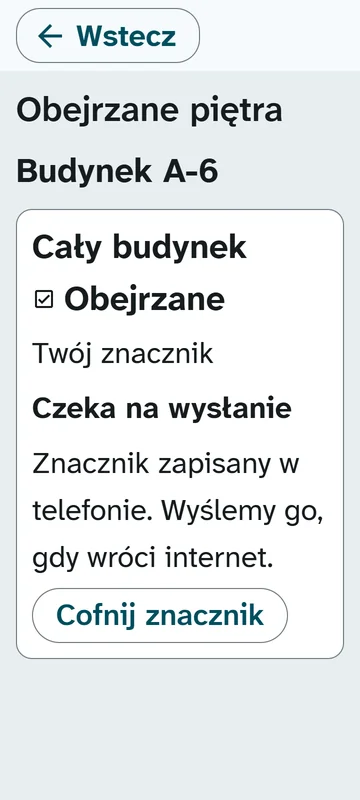 Wstecz
Obejrzane piętra
Budynek A-6
Cały budynek
Obejrzane
Twój znacznik
Czeka na wysłanie
Znacznik zapisany w
telefonie. Wyślemy go,
gdy wróci internet.
Cofnij znacznik